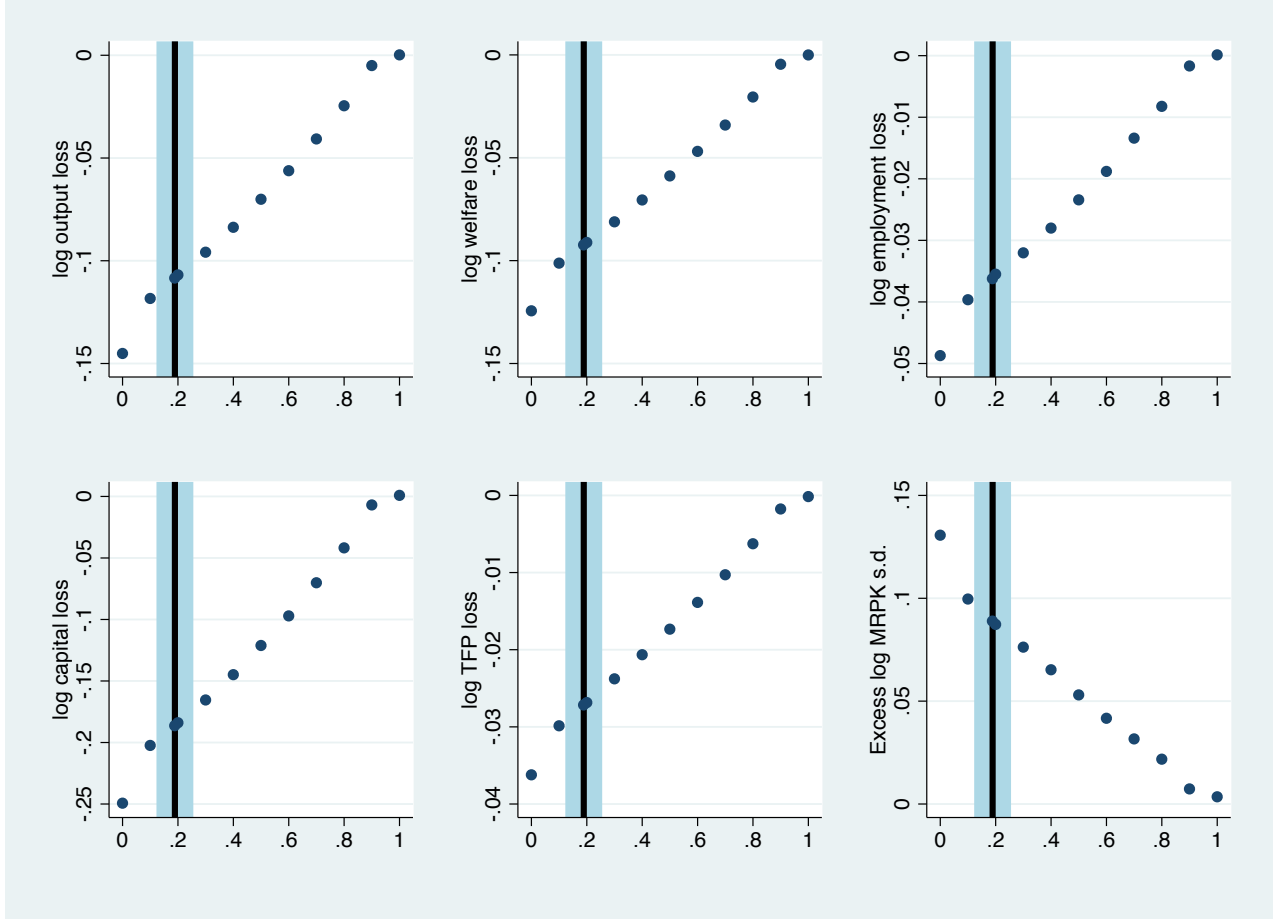 log output loss
0
-.05
-.1
-.15
0 .2 .4 .6 .8 1
log welfare loss
0
-.05
-.1
-.15
0 .2 .4 .6 .8 1
log employment loss
0
-.01
-.02
-.03
-.04
-.05
0 .2 .4 .6 .8 1
log capital loss
0
-.05
-.1
-.15
-.2
-.25
0 .2 .4 .6 .8 1
log TFP loss
0
-.01
-.02
-.03
-.04
0 .2 .4 .6 .8 1
Excess log MRPK s.d.
.15
.1
.05
0
0 .2 .4 .6 .8 1